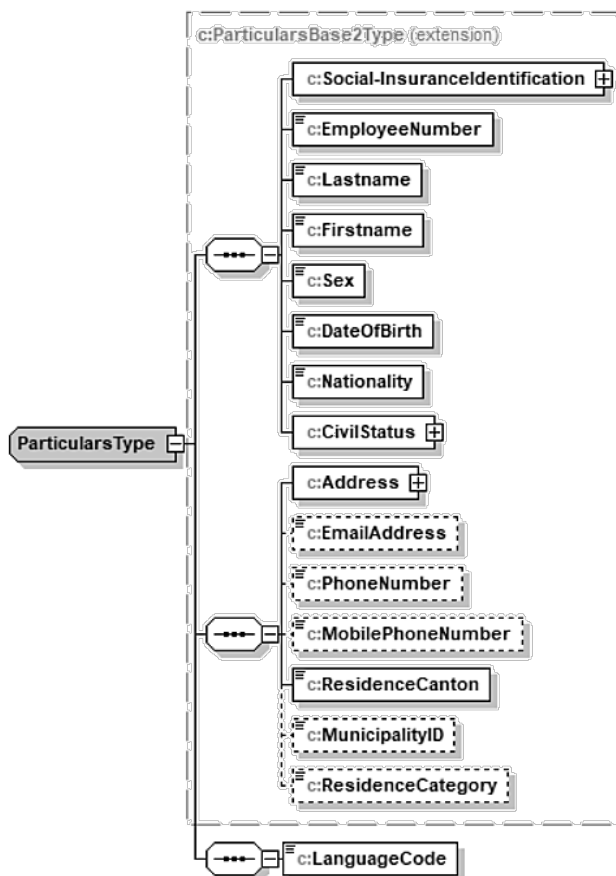 c:ParticularsBase2Type (extension)
c:Social-InsuranceIdentification
c:EmployeeNumber
c:Lastname
c:Firstname
c:Sex
c:DateOfBirth
c:Nationality
c:CivilStatus
ParticularsType
c:Address
c:EmailAddress
c:PhoneNumber
c:MobilePhoneNumber
c:ResidenceCanton
c:MunicipalityID
c:ResidenceCategory
c:LanguageCode